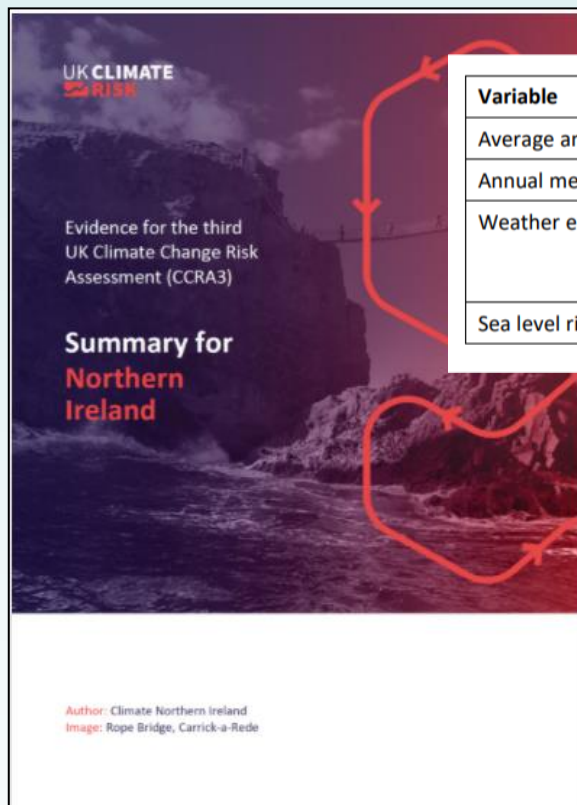 UK CLIMATE
RISK
Evidence for the third
UK Climate Change Risk
Assessment (CCRA3)
Summary for
Northern
Ireland
Author: Climate Northern Ireland
Image: Rope Bridge, Carrick-a-Rede
Variable
Average an
Annual me
Weather e
Sea level ri